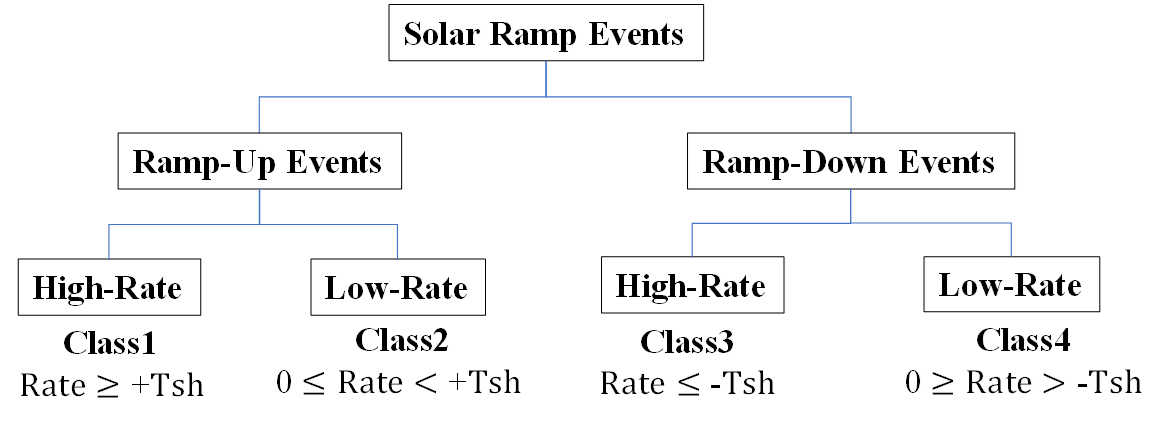 Solar Ramp Events
Ramp-Up Events
Ramp-Down Events
High-Rate
Low-Rate
High-Rate
Low-Rate
Class1
Class2
Class3
Class4
Rate ≥ +Tsh
0 ≤ Rate < +Tsh
Rate ≤ -Tsh
0 ≥ Rate > -Tsh